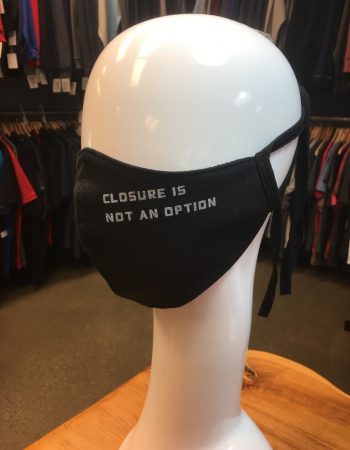 CLOSURE IS
NOT AN OPTION